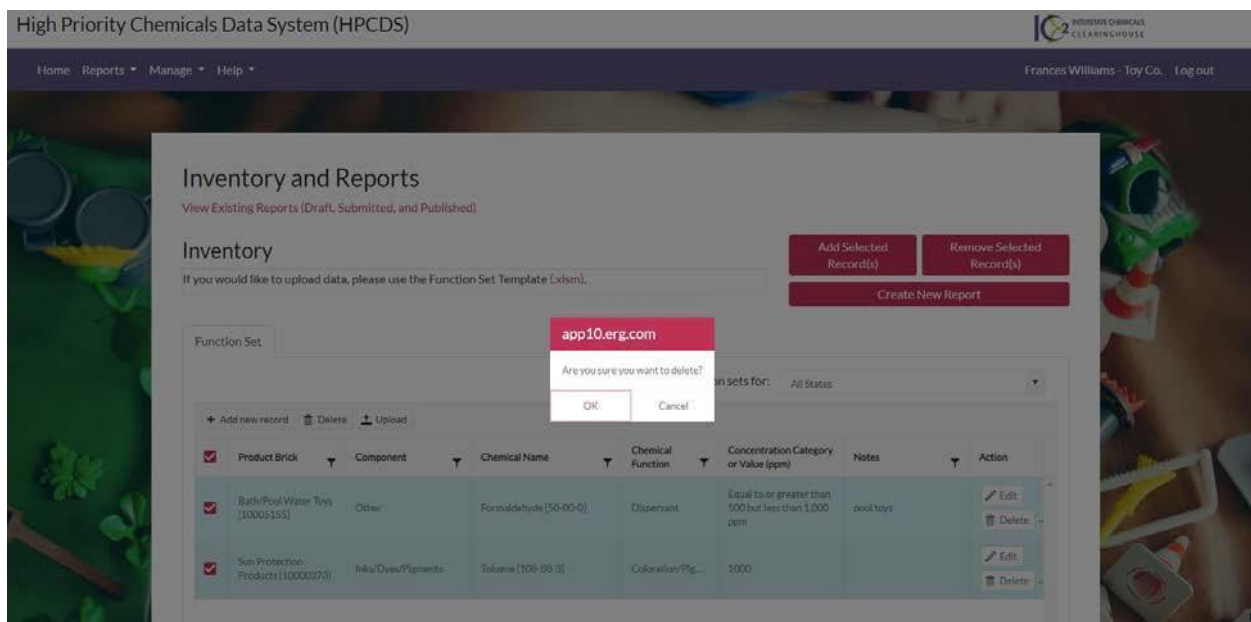 High Priority Chemicals Data System (HPCDS)
INTERSTATE CHEMICALS
CLEARINGHOUSE
Home Reports Manage Help
Frances Williams - Toy Co. Log out
Inventory and Reports
View Existing Reports (Draft, Submitted, and Published)
Inventory
If you would like to upload data, please use the Function Set Template (.xlsm).
Add Selected
Record(s)
Remove Selected
Record(s)
Create New Report
Function Set
app10.erg.com
Are you sure you want to delete?
OK Cancel
on sets for: All States
+ Add new record Delete Upload
Product Brick Component Chemical Name Chemical
Function Concentration Category
or Value (ppm) Notes Action
Bath/Pool Water Toys
[10005155]
Other
Formaldehyde [50-00-0]
Dispersant
Equal to or greater than
500 but less than 1,000
ppm
pool toys
Edit
Delete
Sun Protection
Products [10000373]
Inks/Dyes/Pigments
Toluene [108-88-3]
Coloration/Pig...
1000
Edit
Delete